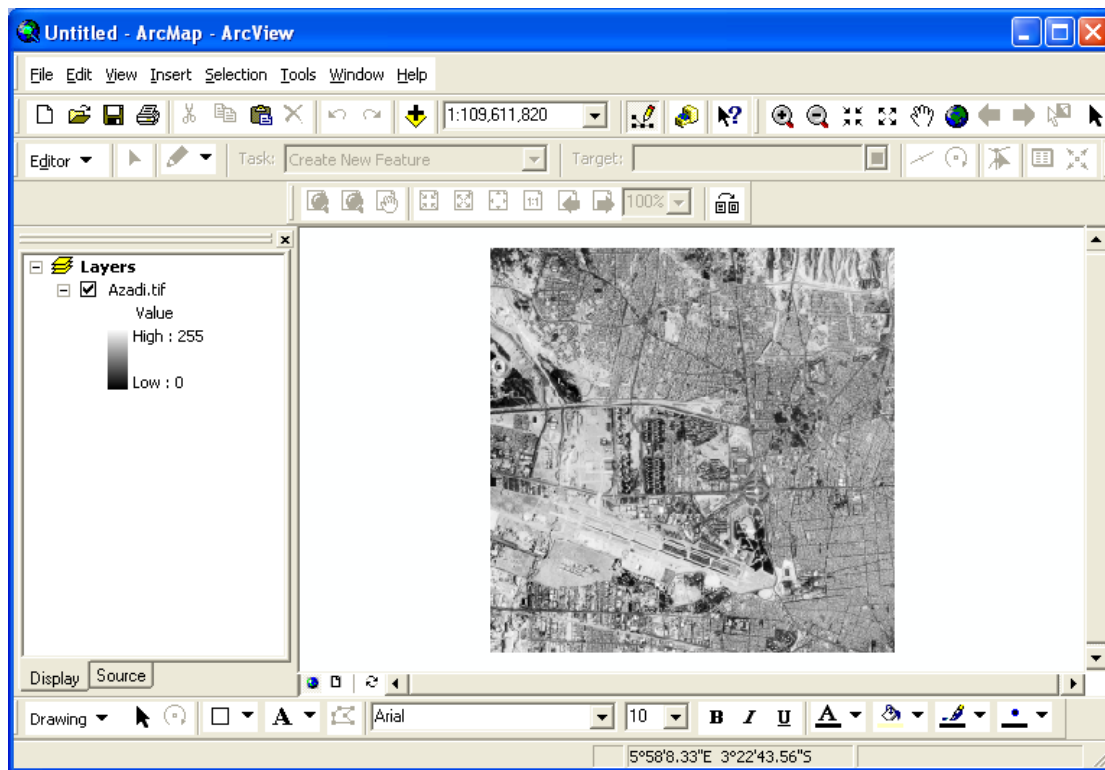 Untitled - ArcMap - ArcView
File Edit View Insert Selection Tools Window Help
1:109,611,820
Editor Task: Create New Feature Target:
1:1 100%
Layers
Azadi.tif
Value
High : 255
Low : 0
Display Source
Drawing A Arial 10 B I U A
5°58'8.33"E 3°22'43.56"S